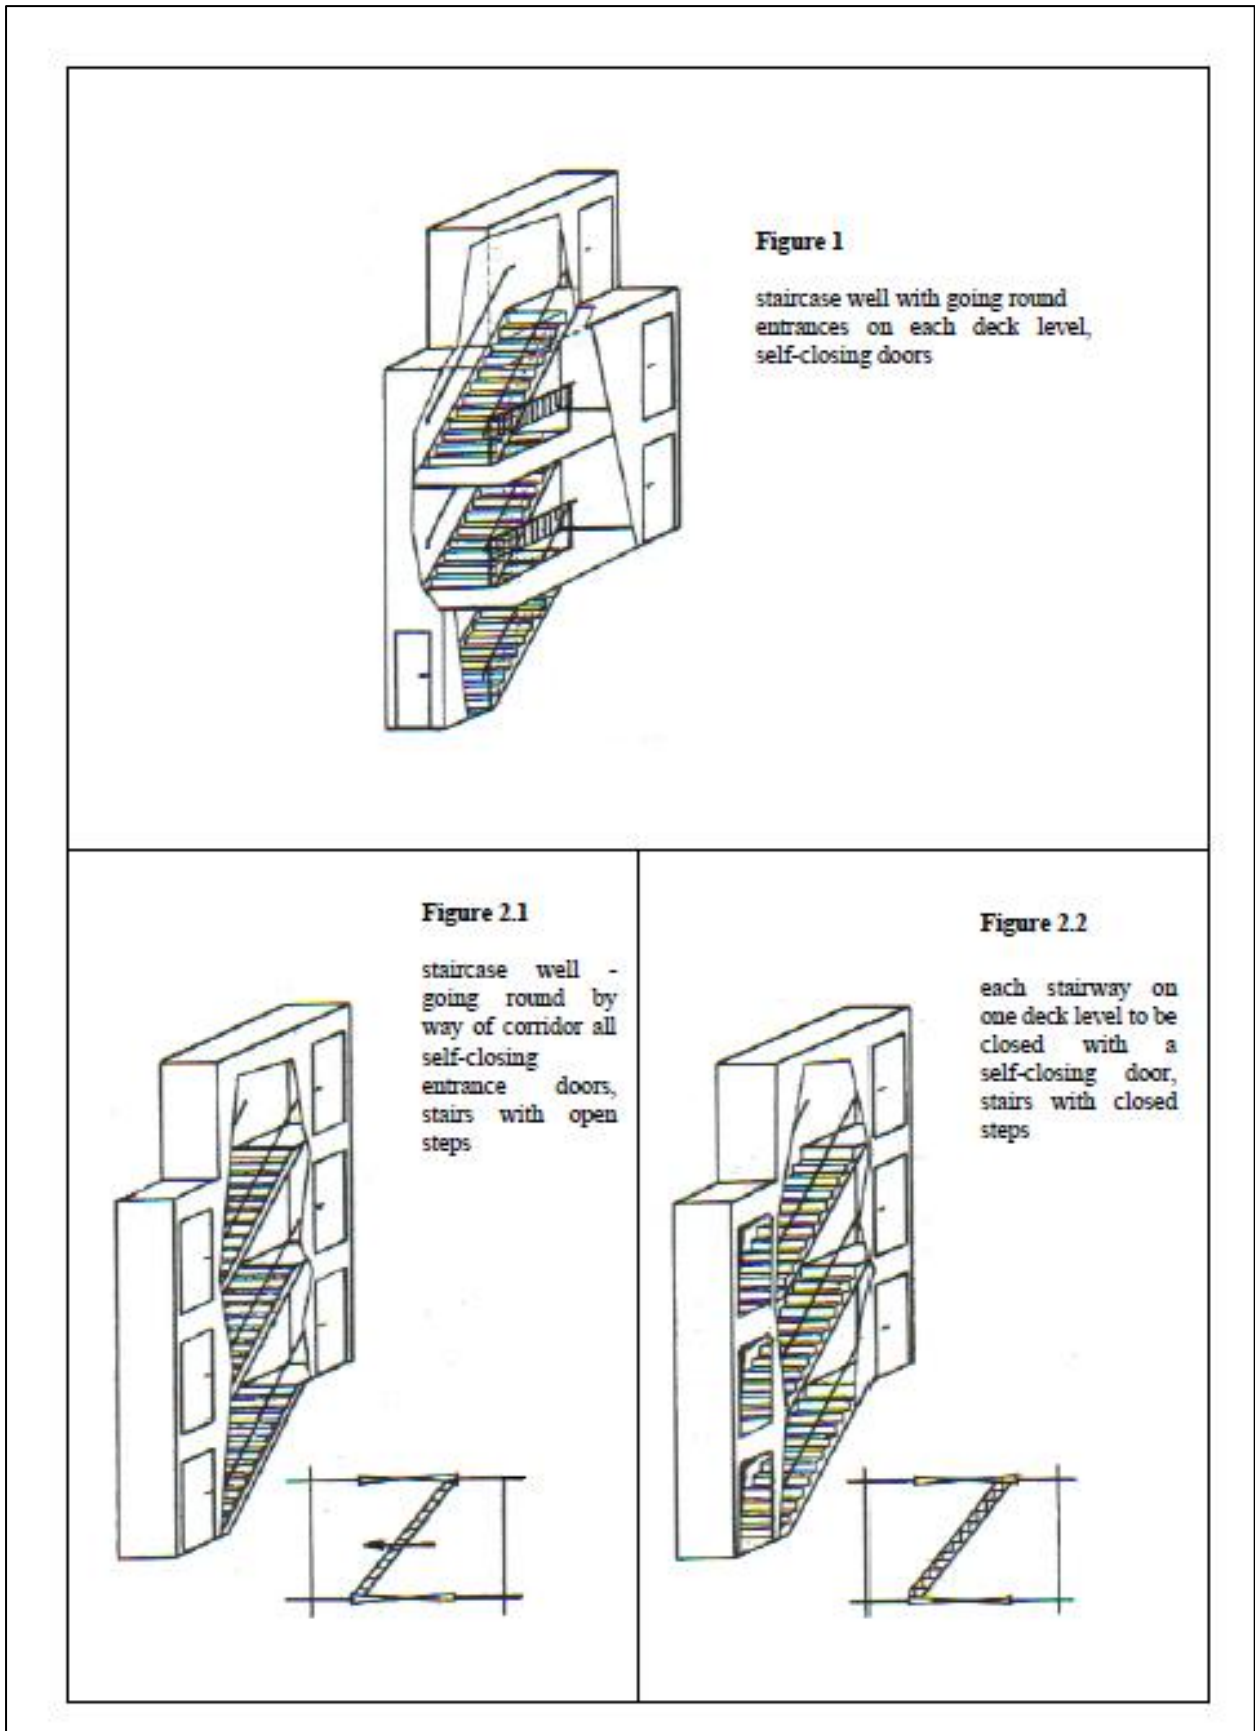 Figure 1
staircase well with going round
entrances on each deck level,
self-closing doors
Figure 2.1
staircase well -
going round by
way of corridor all
self-closing
entrance doors,
stairs with open
steps
Figure 2.2
each stairway on
one deck level to be
closed with a
self-closing door,
stairs with closed
steps